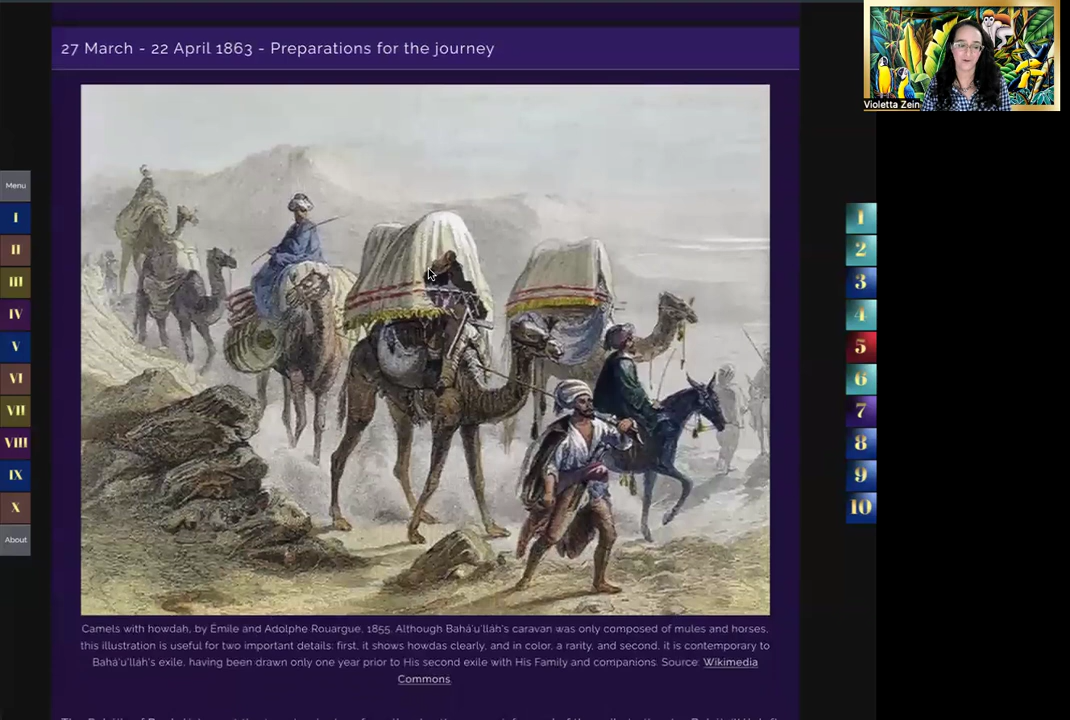 27 March - 22 April 1863 - Preparations for the journey
Violetta Zein
Menu
I
II
III
IV
V
VI
VII
VIII
IX
X
About
1
2
3
4
5
6
7
8
9
10
Camels with howdah, by Émile and Adolphe Rouargue, 1855. Although Bahá'u'lláh's caravan was only composed of mules and horses,
this illustration is useful for two important details: first, it shows howdas clearly, and in color, a rarity, and second, it is contemporary to
Bahá'u'lláh's exile, having been drawn only one year prior to His second exile with His Family and companions. Source: Wikimedia
Commons.